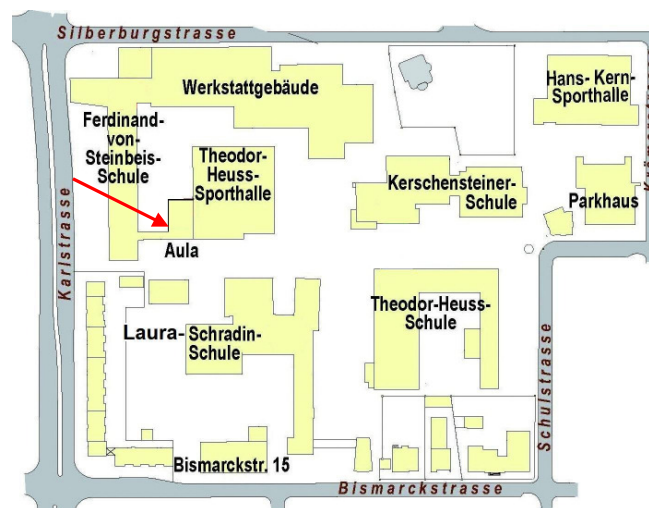 Silberburgstrasse
Werkstattgebäude
Hans- Kern-
Sporthalle
Ferdinand-
von-
Steinbeis-
Schule
Theodor-
Heuss-
Sporthalle
Kerschensteiner-
Schule
Parkhaus
Karlstrasse
Aula
Theodor-Heuss-
Schule
Laura- Schradin-
Schule
Schulstrasse
Bismarckstr. 15
Bismarckstrasse